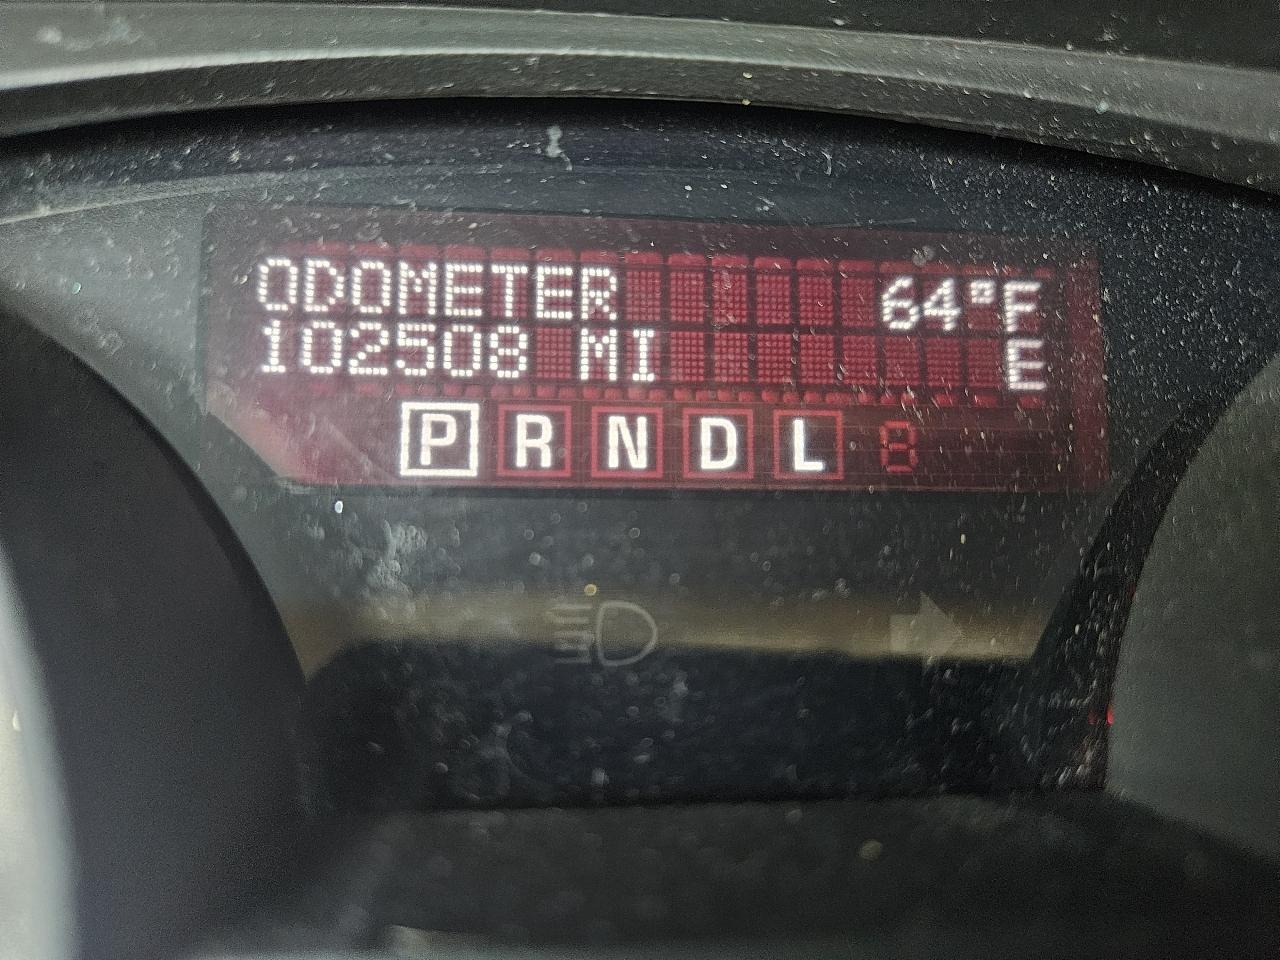 ODOMETER 64°F
102508 MI E
P R N D L 8